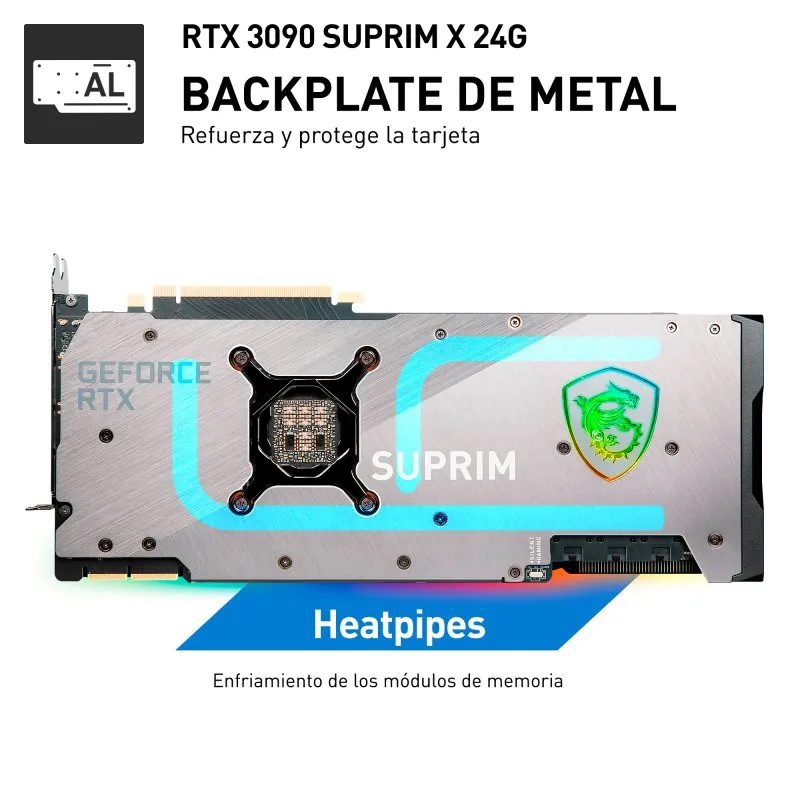 AL
RTX 3090 SUPRIM X 24G
BACKPLATE DE METAL
Refuerza y protege la tarjeta
GEFORCE
RTX
SUPRIM
SILENT
GAMING
Heatpipes
Enfriamiento de los módulos de memoria